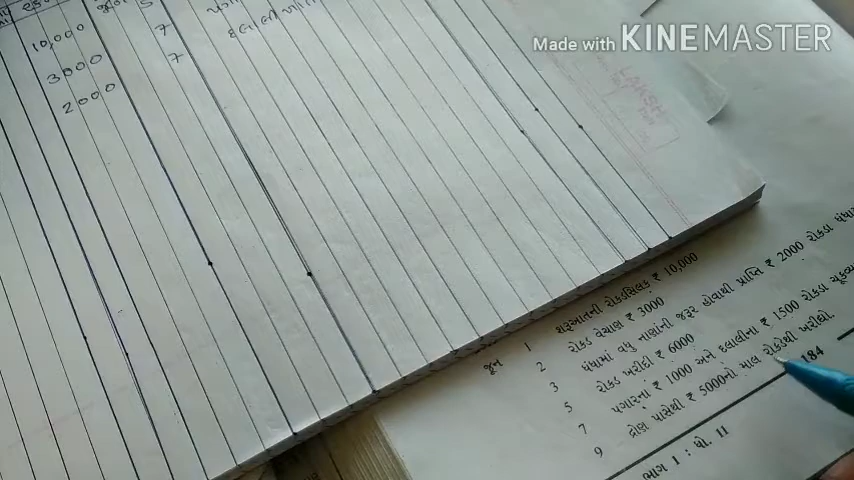 Made with KINEMASTER
જૂન 5
10,000
7
3000
7
2000
LAKSH
જૂન 1 શરૂઆતની રોકડસિલક ₹ 10,000
2 રોકડ વેચાણ ₹ 3000
3 ધંધામાં વધુ નાણાંની જરૂર હોવાથી પ્રાપ્તિ ₹ 2000 રોકડા
5 રોકડ ખરીદી ₹ 6000
7 પગારનાં ₹ 1000 અને દલાલીના ₹ 1500 રોકડા ચૂકવ્યા
9 દ્રોણ પાસેથી ₹ 5000નો માલ રોકડેથી ખરીદ્યો.
184
ભાગ 1 : ધો. 11